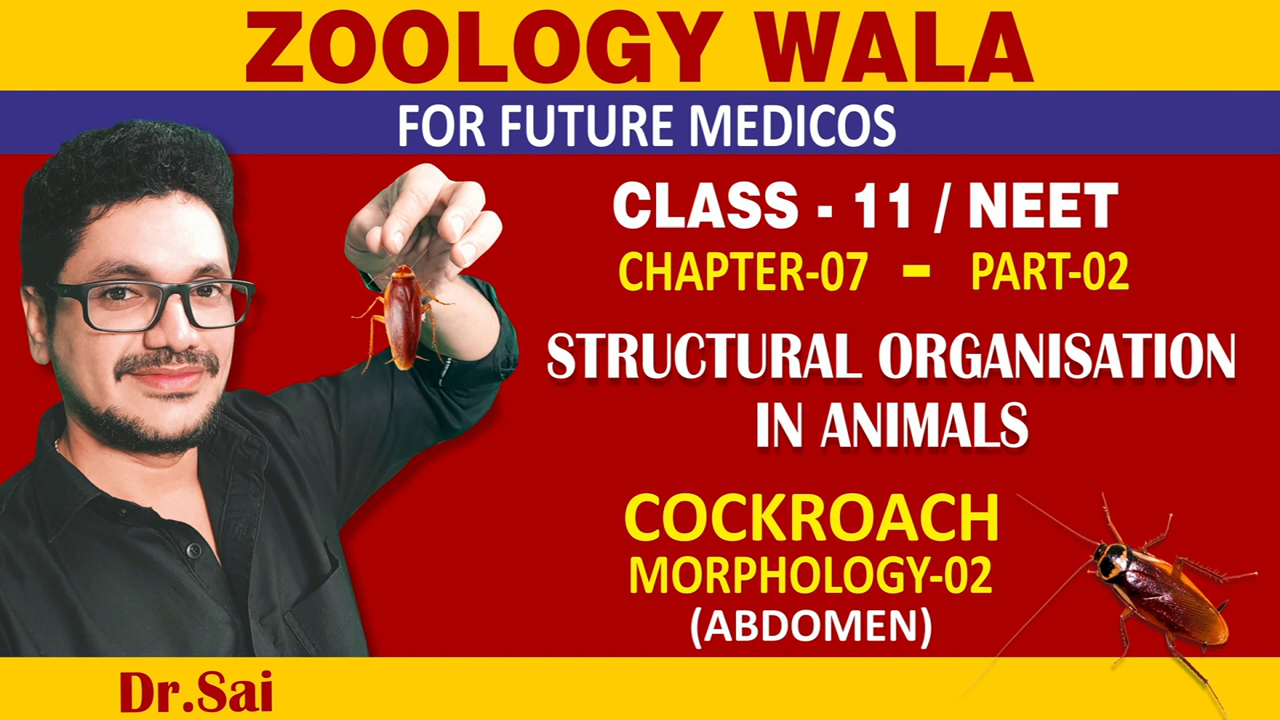 ZOOLOGY WALA
FOR FUTURE MEDICOS
CLASS - 11 / NEET
CHAPTER-07 - PART-02
STRUCTURAL ORGANISATION
IN ANIMALS
COCKROACH
MORPHOLOGY-02
(ABDOMEN)
Dr.Sai